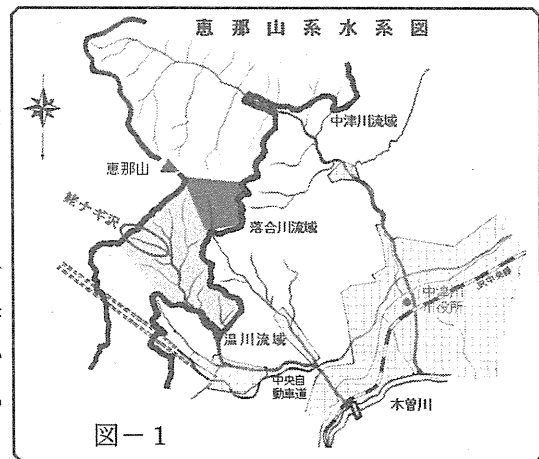 恵那山系水系図
中津川流域
恵那山
落合川流域
温川流域
中央自
動車道
中津川
市役所
木曽川
図－1